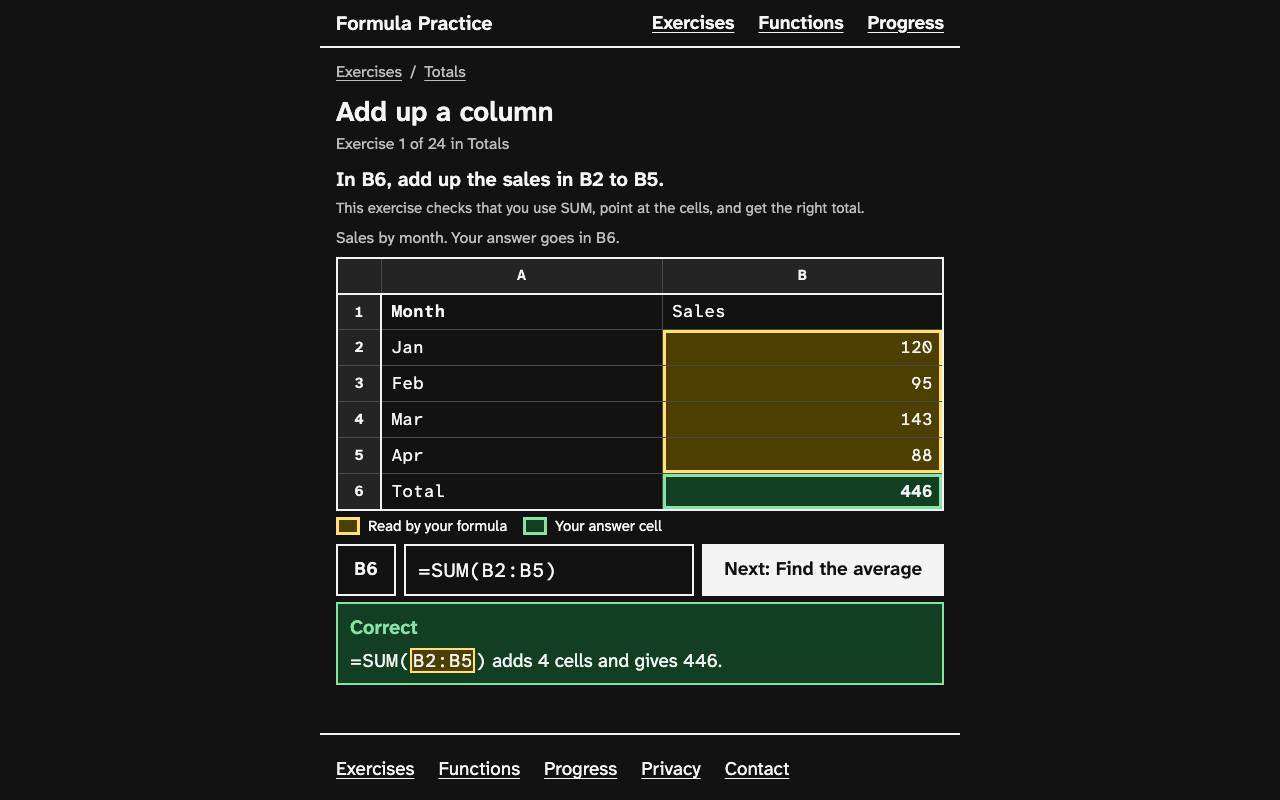 Formula Practice Exercises Functions Progress
Exercises / Totals
Add up a column
Exercise 1 of 24 in Totals
In B6, add up the sales in B2 to B5.
This exercise checks that you use SUM, point at the cells, and get the right total.
Sales by month. Your answer goes in B6.
A B
1 Month Sales
2 Jan 120
3 Feb 95
4 Mar 143
5 Apr 88
6 Total 446
Read by your formula Your answer cell
B6 =SUM(B2:B5) Next: Find the average
Correct
=SUM(B2:B5) adds 4 cells and gives 446.
Exercises Functions Progress Privacy Contact